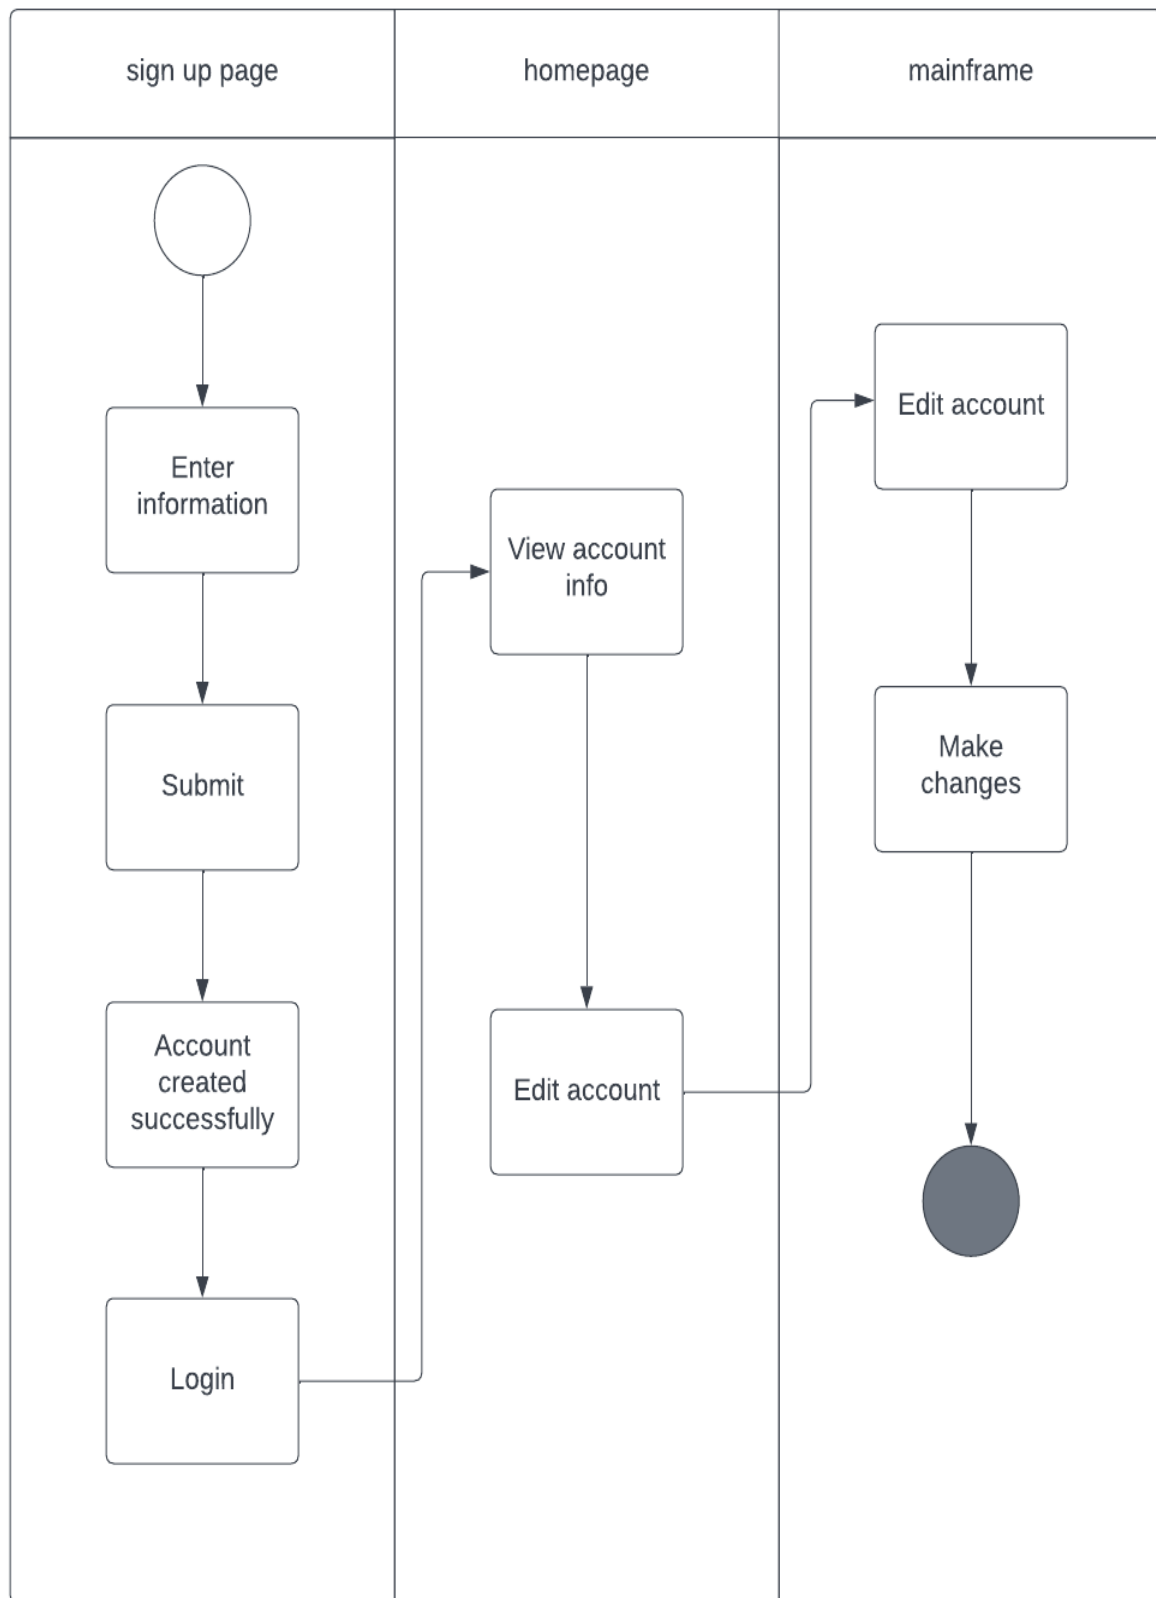 sign up page
homepage
mainframe
Enter
information
Submit
Account
created
successfully
Login
View account
info
Edit account
Edit account
Make
changes